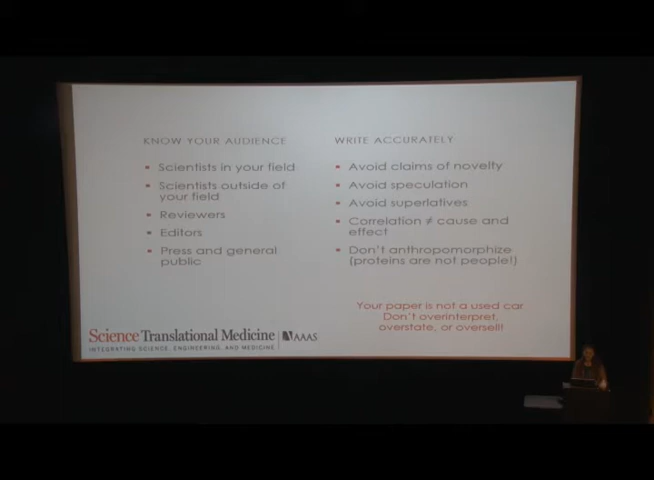 KNOW YOUR AUDIENCE
Scientists in your field
Scientists outside of
your field
Reviewers
Editors
Press and general
public
WRITE ACCURATELY
Avoid claims of novelty
Avoid speculation
Avoid superlatives
Correlation ≠ cause and
effect
Don't anthropomorphize
(proteins are not people!)
Your paper is not a used car
Don't overinterpret,
overstate, or oversell!
Science Translational Medicine | AAAS
INTEGRATING SCIENCE, ENGINEERING, AND MEDICINE